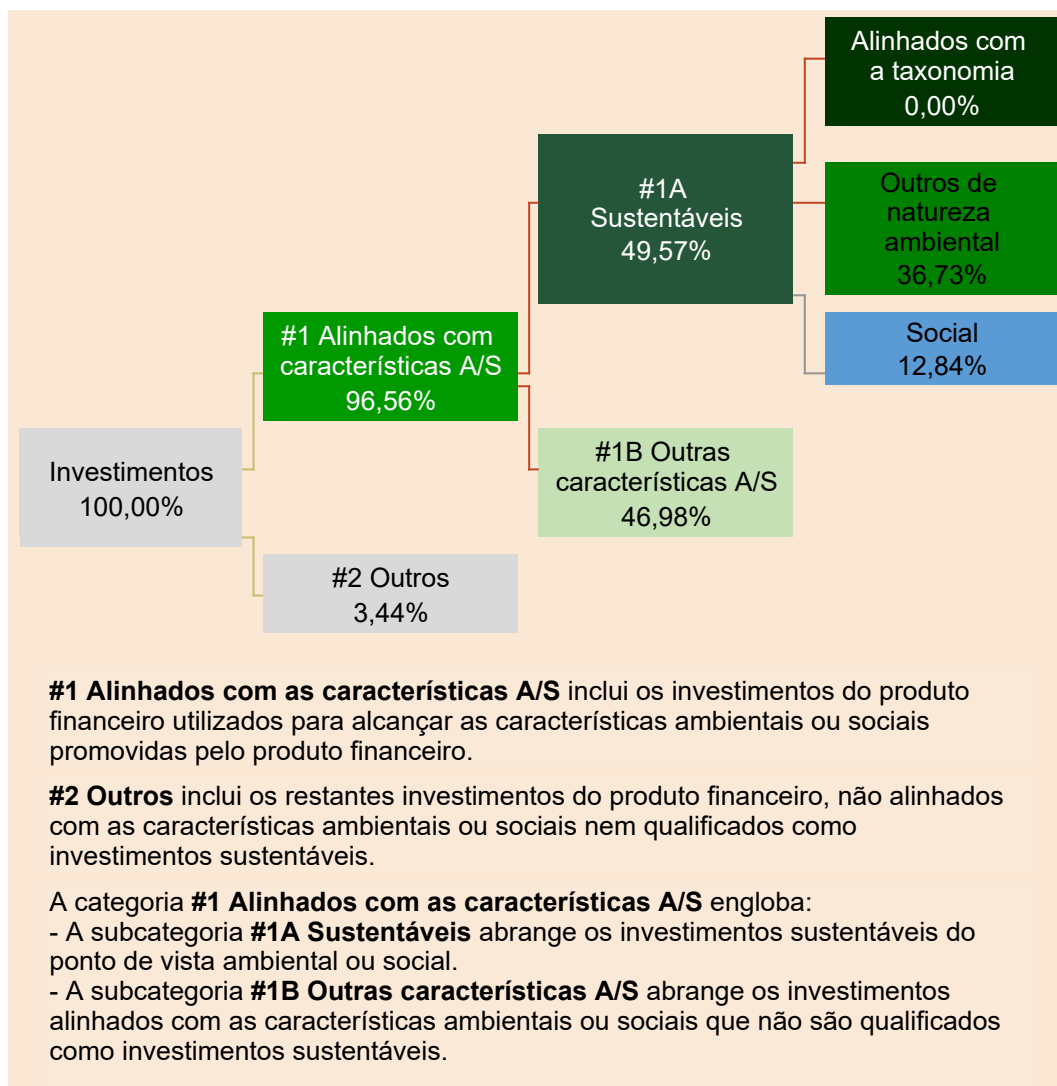 Alinhados com
a taxonomia
0,00%
#1A
Sustentáveis
49,57%
Outros de
natureza
ambiental
36,73%
#1 Alinhados com
características A/S
96,56%
Social
12,84%
Investimentos
100,00%
#1B Outras
características A/S
46,98%
#2 Outros
3,44%
#1 Alinhados com as características A/S inclui os investimentos do produto
financeiro utilizados para alcançar as características ambientais ou sociais
promovidas pelo produto financeiro.
#2 Outros inclui os restantes investimentos do produto financeiro, não alinhados
com as características ambientais ou sociais nem qualificados como
investimentos sustentáveis.
A categoria #1 Alinhados com as características A/S engloba:
- A subcategoria #1A Sustentáveis abrange os investimentos sustentáveis do
ponto de vista ambiental ou social.
- A subcategoria #1B Outras características A/S abrange os investimentos
alinhados com as características ambientais ou sociais que não são qualificados
como investimentos sustentáveis.